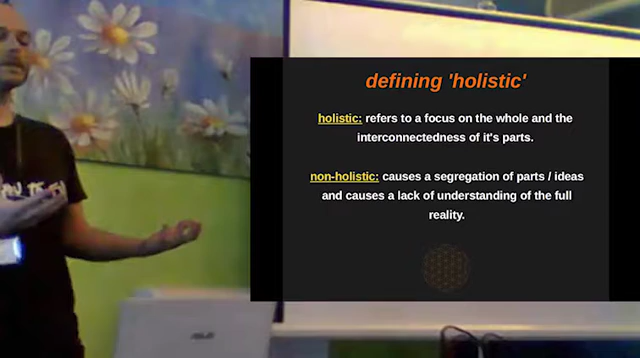 defining 'holistic'
holistic: refers to a focus on the whole and the
interconnectedness of it's parts.
non-holistic: causes a segregation of parts / ideas
and causes a lack of understanding of the full
reality.
ASUS